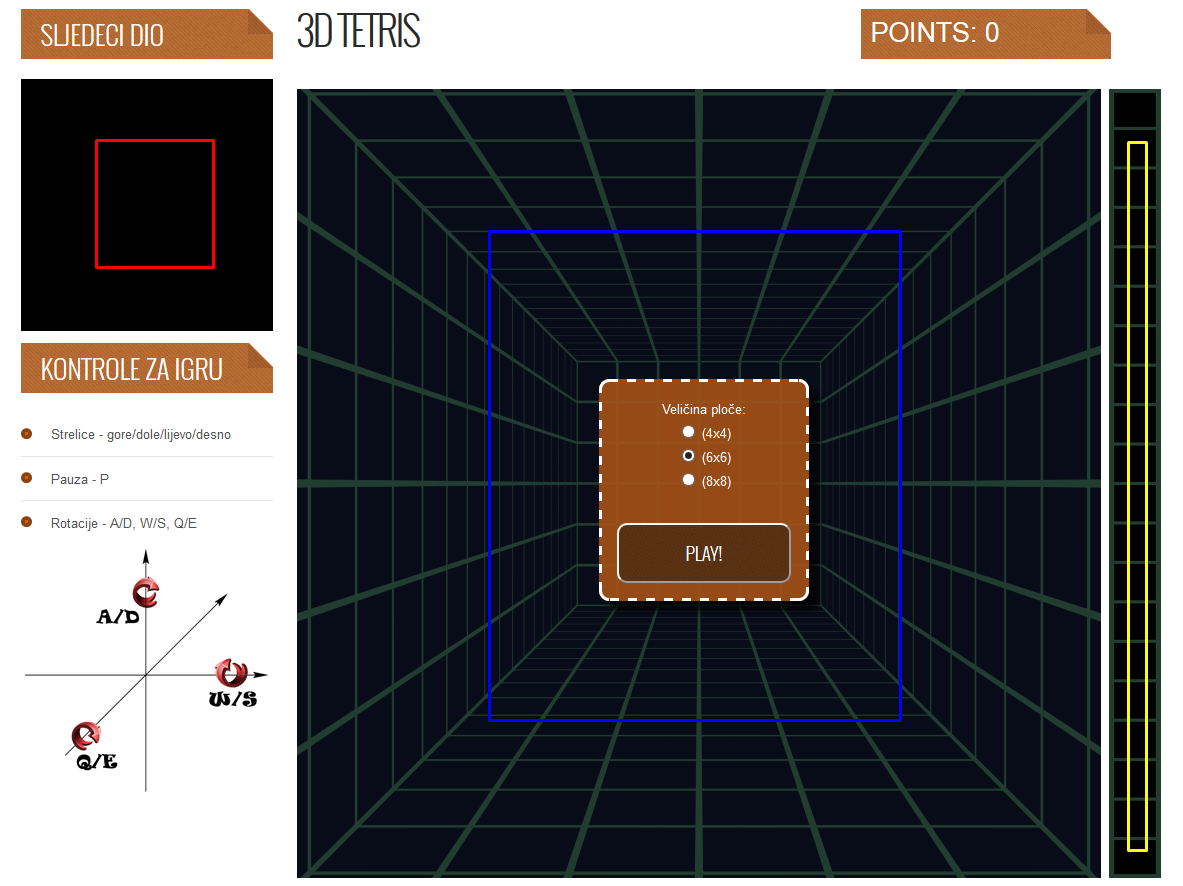 SLJEDECI DIO
3D TETRIS
POINTS: 0
KONTROLE ZA IGRU
Strelice - gore/dole/lijevo/desno
Pauza - P
Rotacije - A/D, W/S, Q/E
A/D
W/S
Q/E
Veličina ploče:
(4x4)
(6x6)
(8x8)
PLAY!